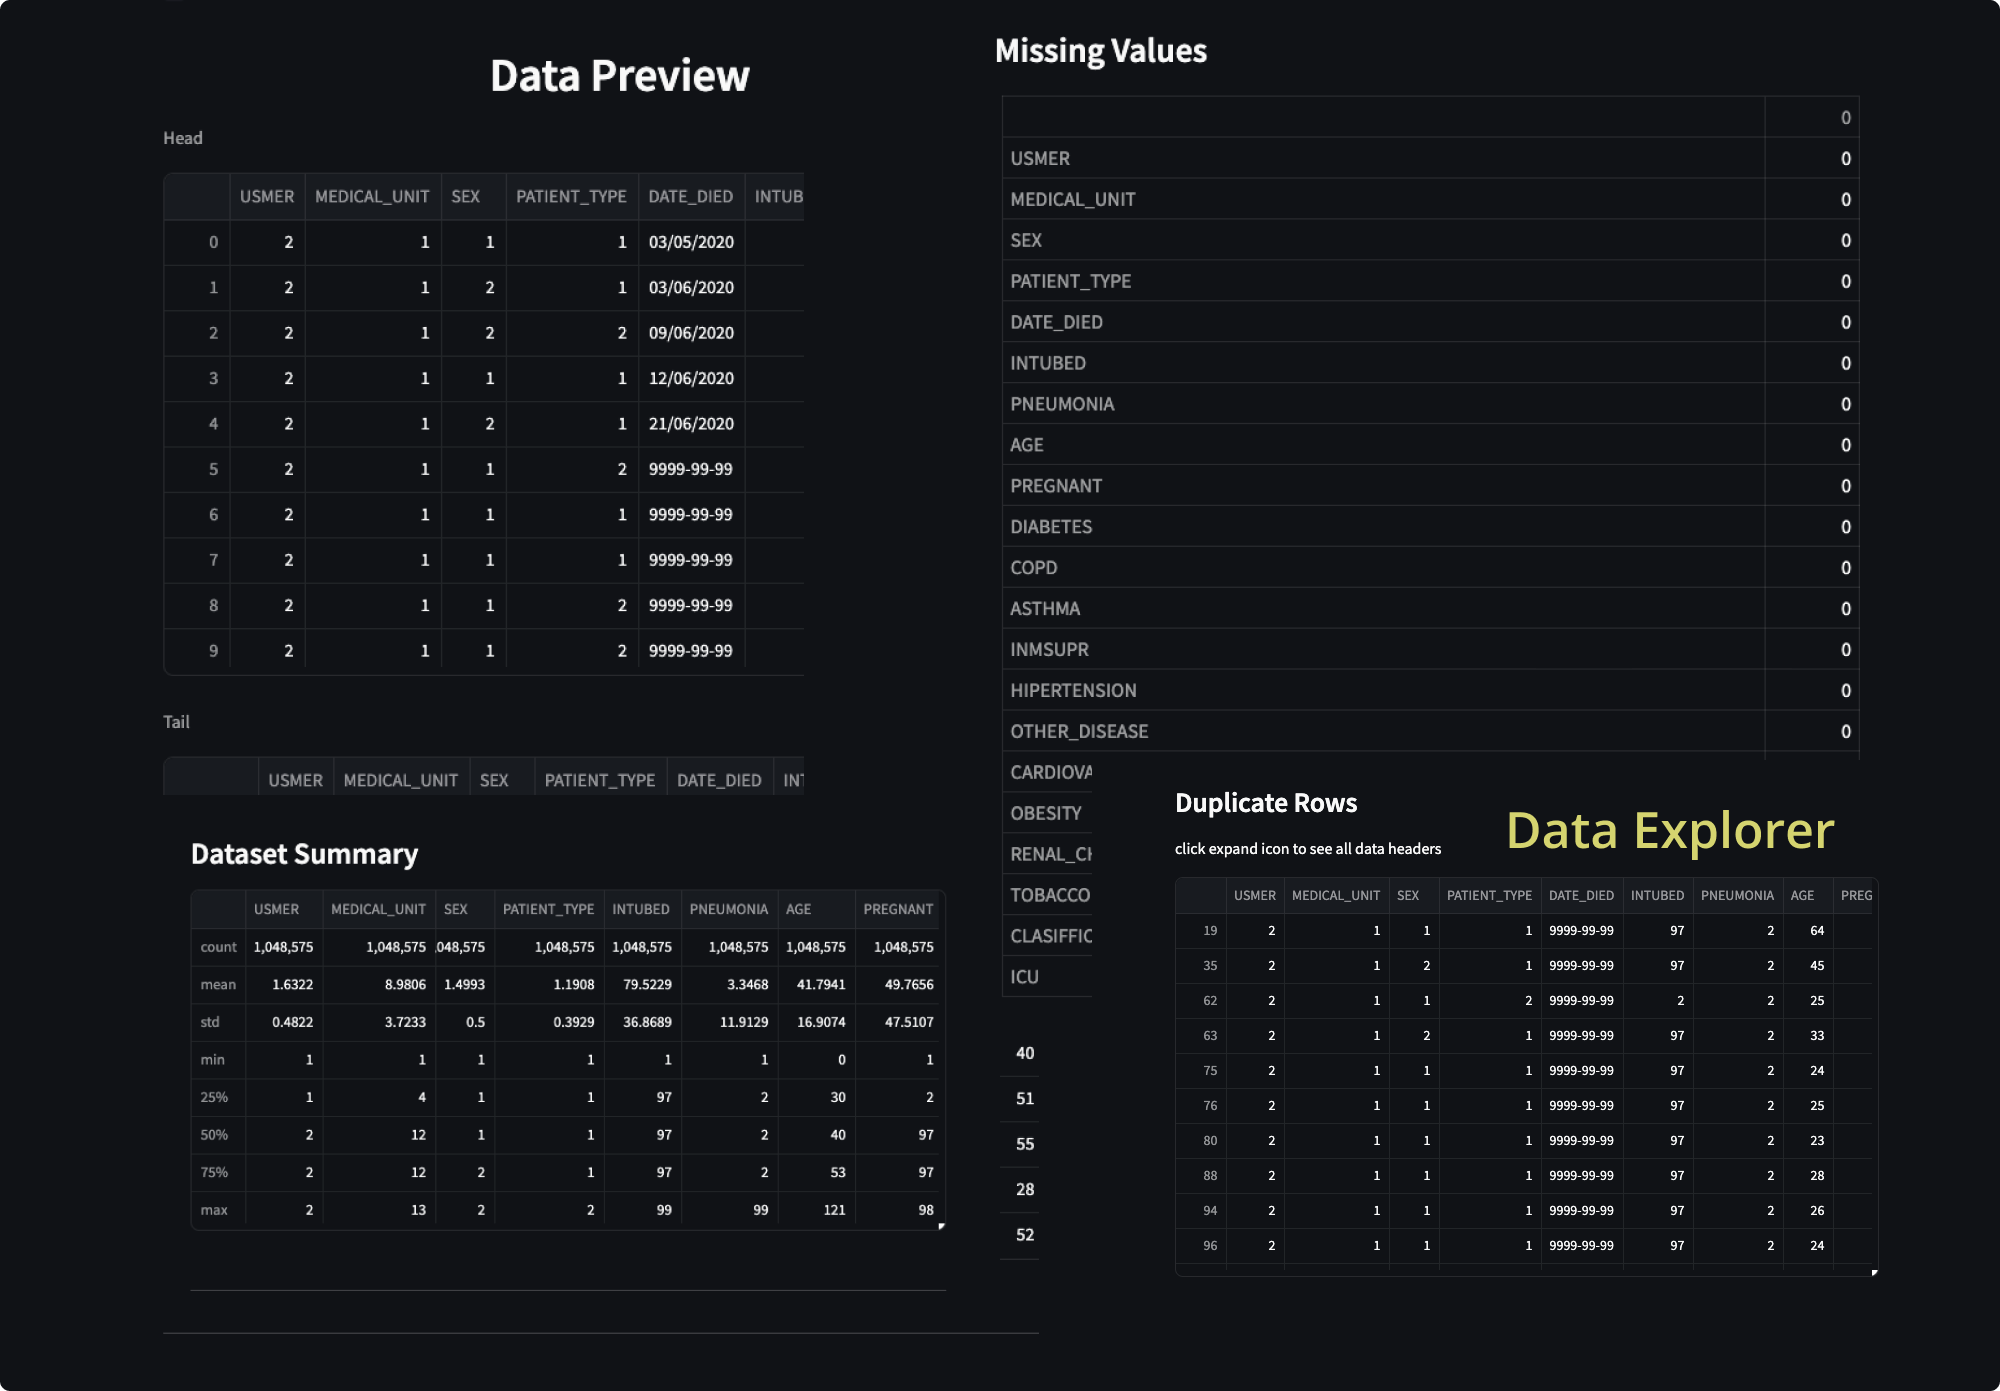 Data Preview
Head
USMER MEDICAL_UNIT SEX PATIENT_TYPE DATE_DIED INTUB
0 2 1 1 1 03/05/2020
1 2 1 2 1 03/06/2020
2 2 1 2 2 09/06/2020
3 2 1 1 1 12/06/2020
4 2 1 2 1 21/06/2020
5 2 1 1 2 9999-99-99
6 2 1 1 1 9999-99-99
7 2 1 1 1 9999-99-99
8 2 1 1 2 9999-99-99
9 2 1 1 2 9999-99-99
Tail
USMER MEDICAL_UNIT SEX PATIENT_TYPE DATE_DIED INT
Dataset Summary
USMER MEDICAL_UNIT SEX PATIENT_TYPE INTUBED PNEUMONIA AGE PREGNANT
count 1,048,575 1,048,575 ,048,575 1,048,575 1,048,575 1,048,575 1,048,575 1,048,575
mean 1.6322 8.9806 1.4993 1.1908 79.5229 3.3468 41.7941 49.7656
std 0.4822 3.7233 0.5 0.3929 36.8689 11.9129 16.9074 47.5107
min 1 1 1 1 1 1 0 1
25% 1 4 1 1 97 2 30 2
50% 2 12 1 1 97 2 40 97
75% 2 12 2 1 97 2 53 97
max 2 13 2 2 99 99 121 98
Missing Values
0
USMER 0
MEDICAL_UNIT 0
SEX 0
PATIENT_TYPE 0
DATE_DIED 0
INTUBED 0
PNEUMONIA 0
AGE 0
PREGNANT 0
DIABETES 0
COPD 0
ASTHMA 0
INMSUPR 0
HIPERTENSION 0
OTHER_DISEASE 0
CARDIOVA
OBESITY
RENAL_CH
TOBACCO
CLASIFFIC
ICU
40
51
55
28
52
Duplicate Rows
Data Explorer
click expand icon to see all data headers
USMER MEDICAL_UNIT SEX PATIENT_TYPE DATE_DIED INTUBED PNEUMONIA AGE PREG
19 2 1 1 1 9999-99-99 97 2 64
35 2 1 2 1 9999-99-99 97 2 45
62 2 1 1 2 9999-99-99 2 2 25
63 2 1 2 1 9999-99-99 97 2 33
75 2 1 1 1 9999-99-99 97 2 24
76 2 1 1 1 9999-99-99 97 2 25
80 2 1 1 1 9999-99-99 97 2 23
88 2 1 1 1 9999-99-99 97 2 28
94 2 1 1 1 9999-99-99 97 2 26
96 2 1 1 1 9999-99-99 97 2 24